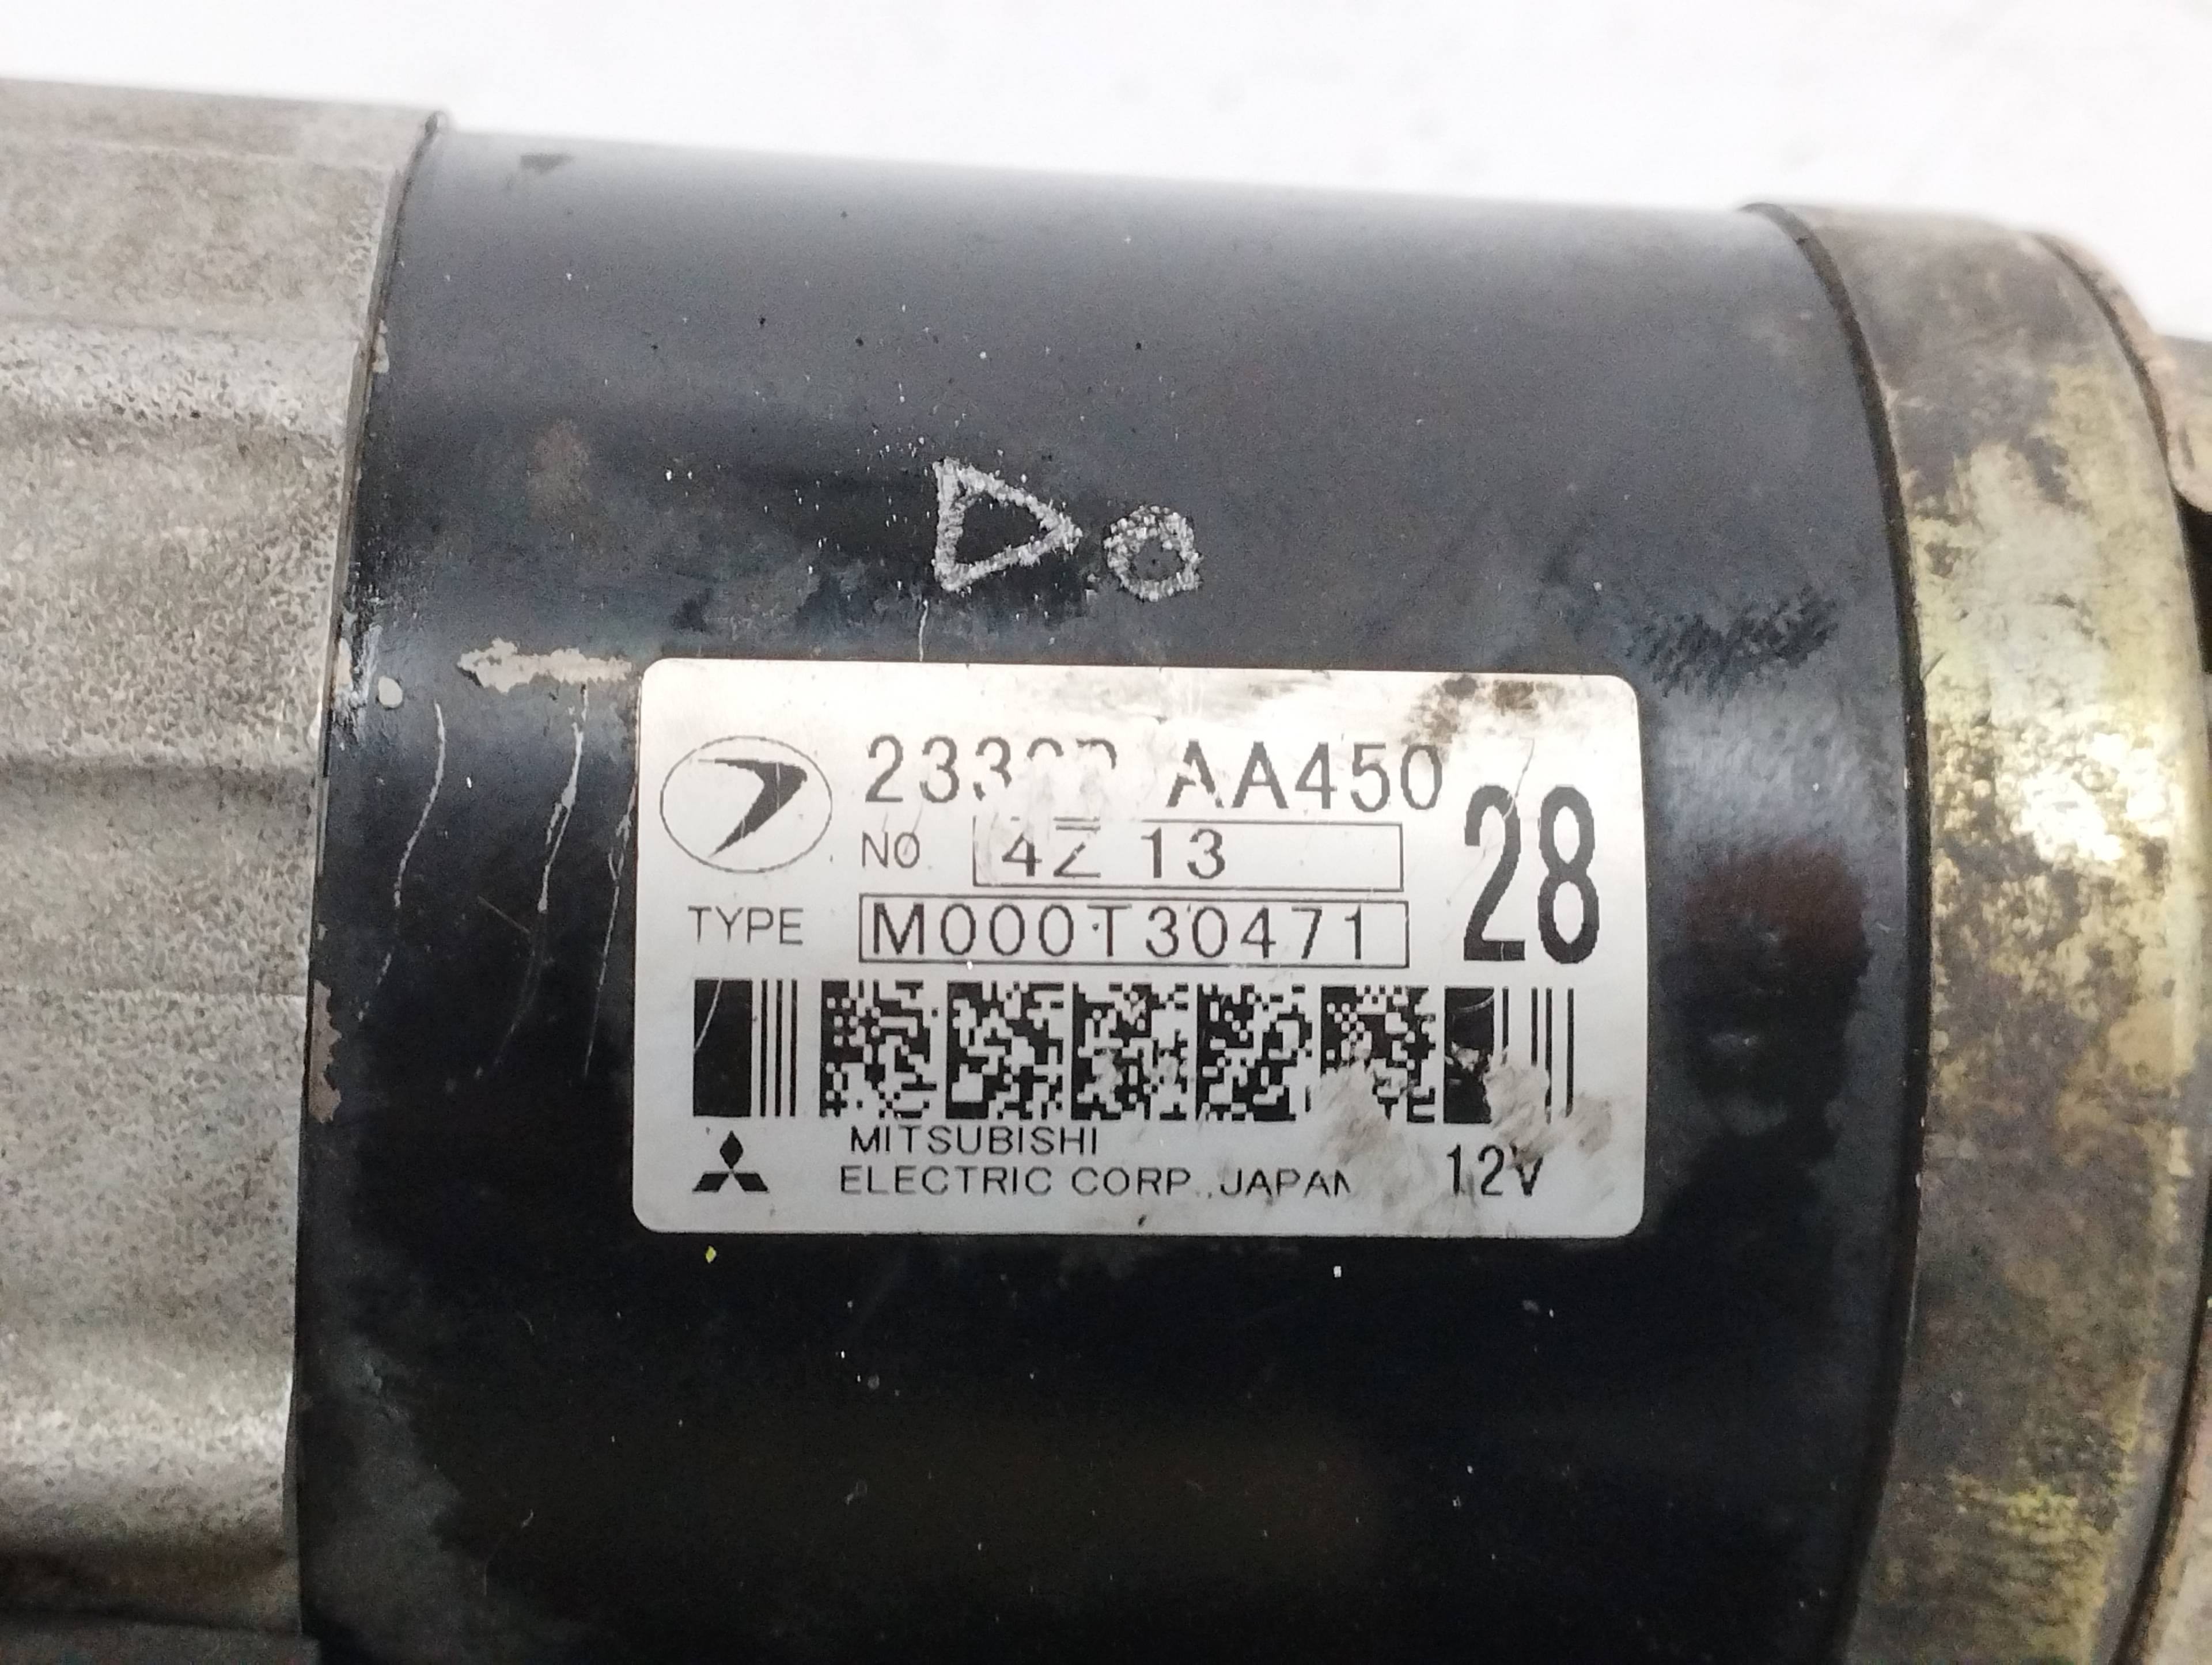 Do
AA450
NO 4Z 13
28
TYPE M000T30471
MITSUBISHI
ELECTRIC CORP., JAPAN 12V